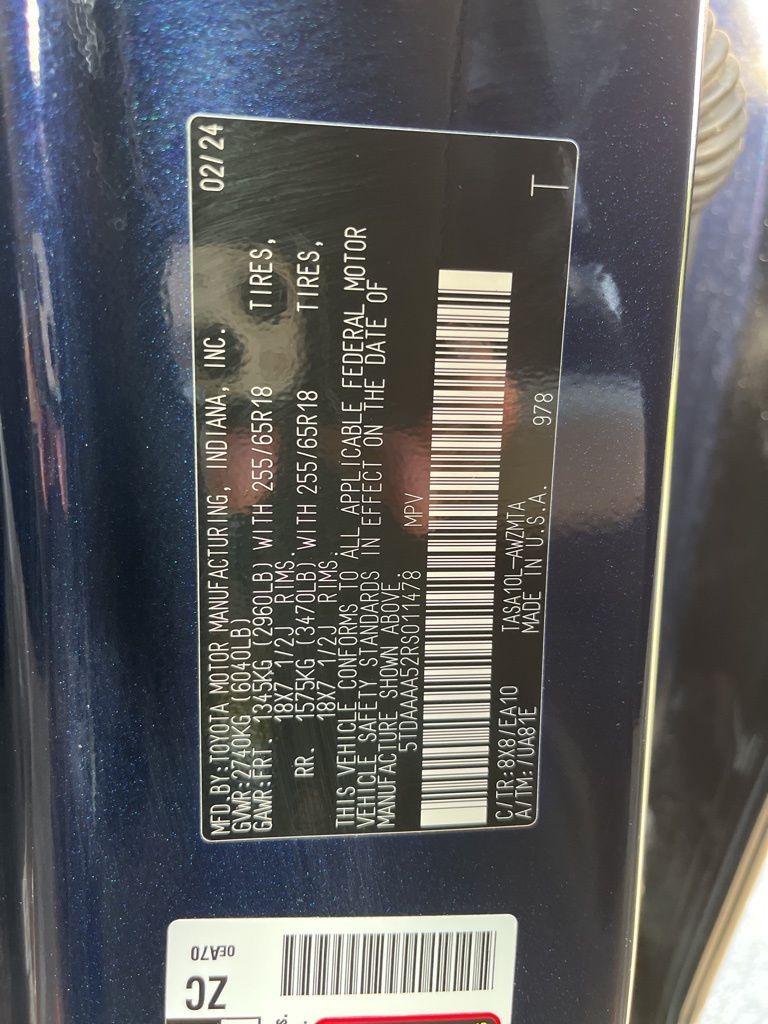 MFD.BY:TOYOTA MOTOR MANUFACTURING, INDIANA, INC. 02/24
GVWR:2740KG (6040LB)
GAWR:FRT. 1345KG (2960LB) WITH 255/65R18 TIRES,
18X7 1/2J RIMS.
RR. 1575KG (3470LB) WITH 255/65R18 TIRES,
18X7 1/2J RIMS.
THIS VEHICLE CONFORMS TO ALL APPLICABLE FEDERAL MOTOR
VEHICLE SAFETY STANDARDS IN EFFECT ON THE DATE OF
MANUFACTURE SHOWN ABOVE.
5TDAAAA52RS011478 MPV
C/TR:8X8/EA10 TASA10L-AWZMTA
A/TM:/UA81E MADE IN U.S.A. 978
T
0EA70
ZC